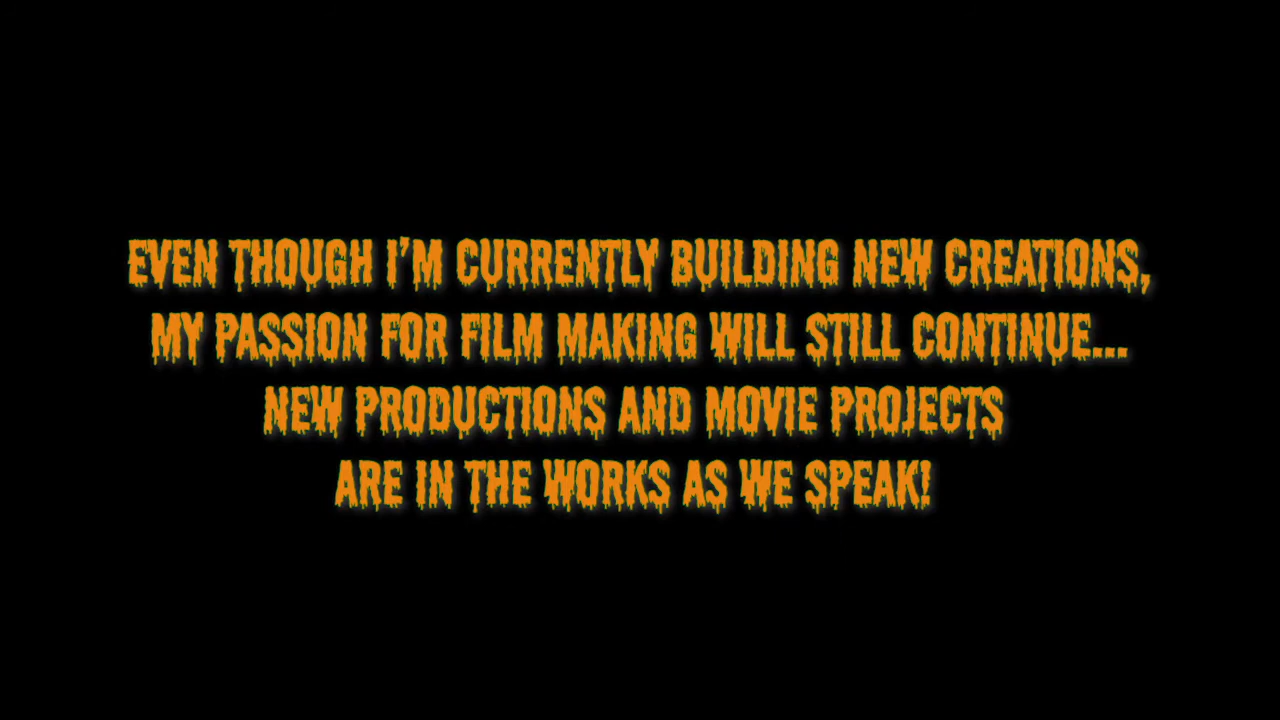 EVEN THOUGH I'M CURRENTLY BUILDING NEW CREATIONS,
MY PASSION FOR FILM MAKING WILL STILL CONTINUE...
NEW PRODUCTIONS AND MOVIE PROJECTS
ARE IN THE WORKS AS WE SPEAK!